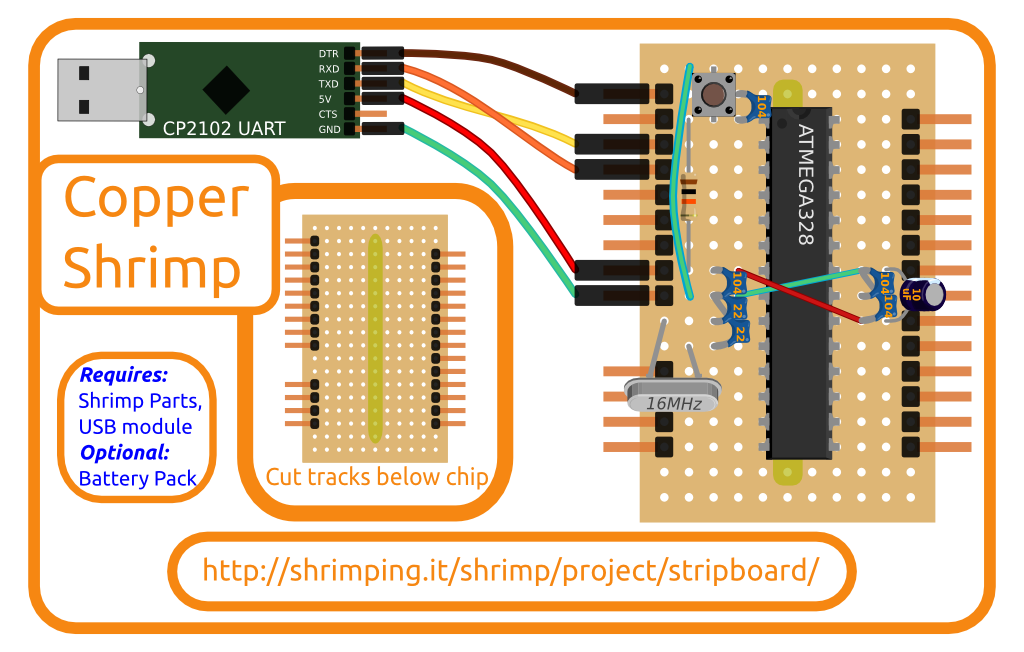 DTR
RXD
TXD
5V
CTS
GND
CP2102 UART
Copper
Shrimp
Requires:
Shrimp Parts,
USB module
Optional:
Battery Pack
Cut tracks below chip
104
ATMEGA328
104
22
22
104
104
10
uF
16MHz
http://shrimping.it/shrimp/project/stripboard/